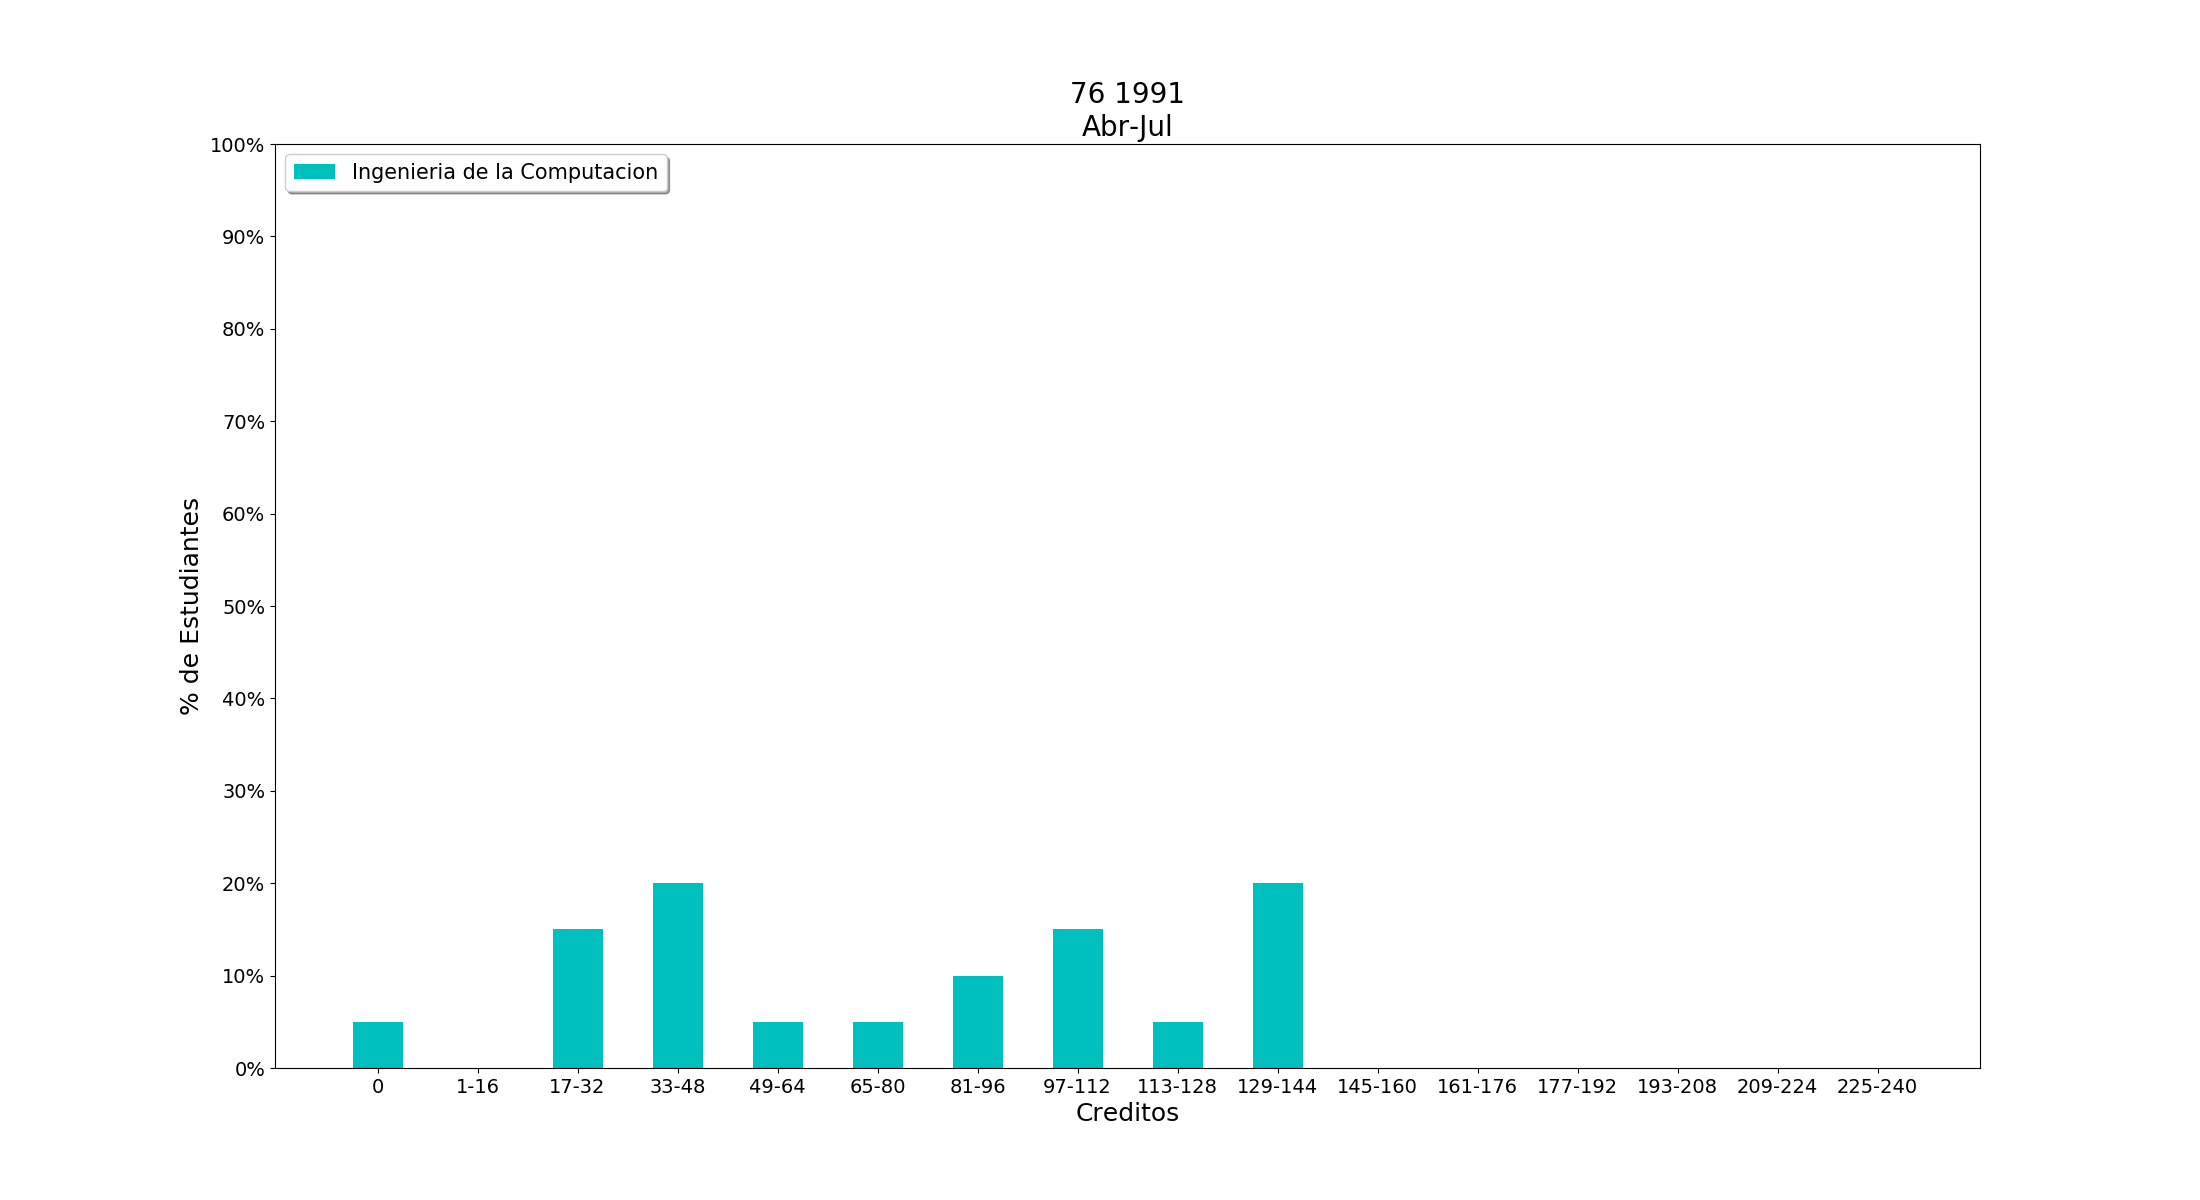 76 1991
Abr-Jul
Ingenieria de la Computacion
100%
90%
80%
70%
60%
50%
40%
30%
20%
10%
0%
% de Estudiantes
0 1-16 17-32 33-48 49-64 65-80 81-96 97-112 113-128 129-144 145-160 161-176 177-192 193-208 209-224 225-240
Creditos